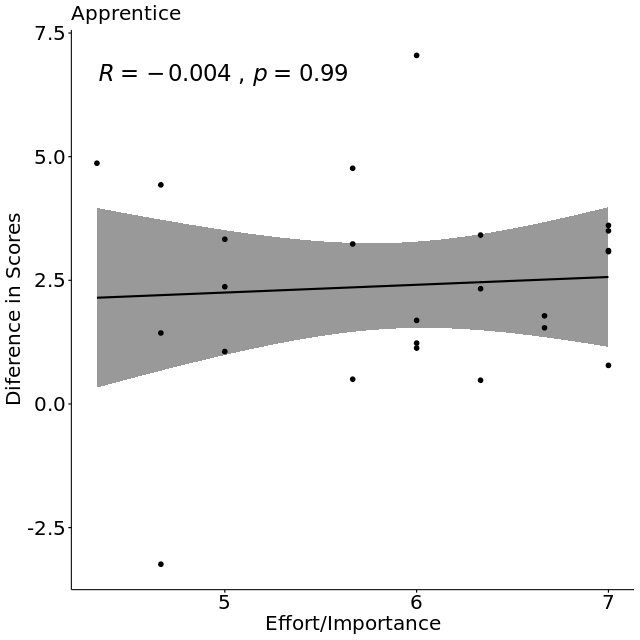 Apprentice
7.5
R = −0.004 , p = 0.99
5.0
2.5
0.0
-2.5
Diference in Scores
5 6 7
Effort/Importance